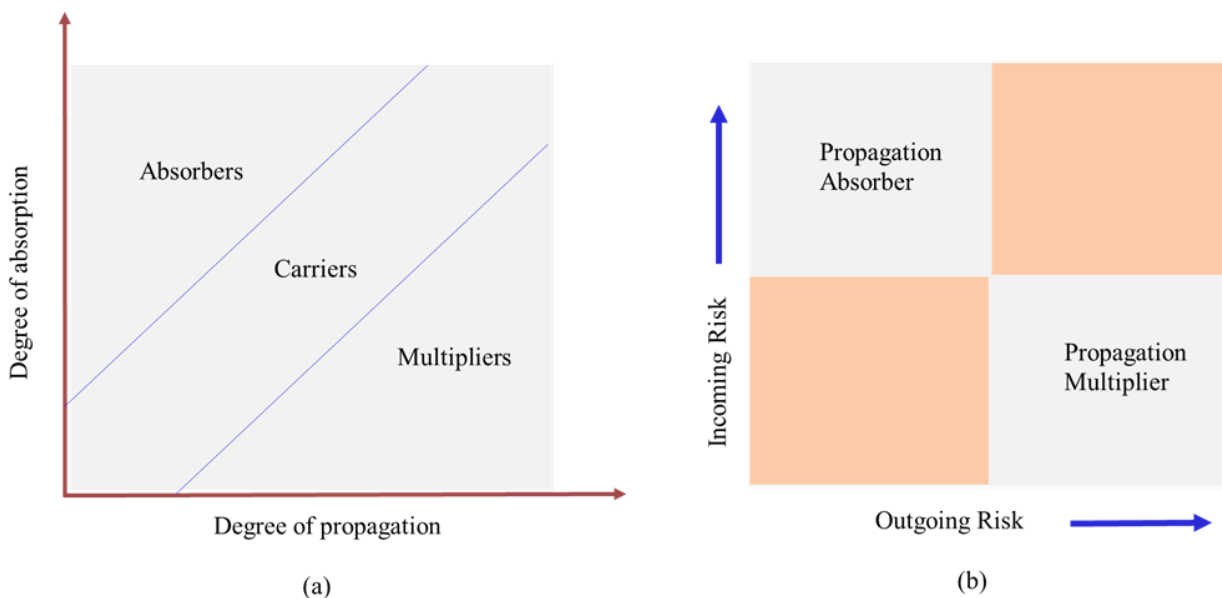 Degree of absorption
Absorbers
Carriers
Multipliers
Degree of propagation
(a)
Incoming Risk
Propagation
Absorber
Propagation
Multiplier
Outgoing Risk
(b)